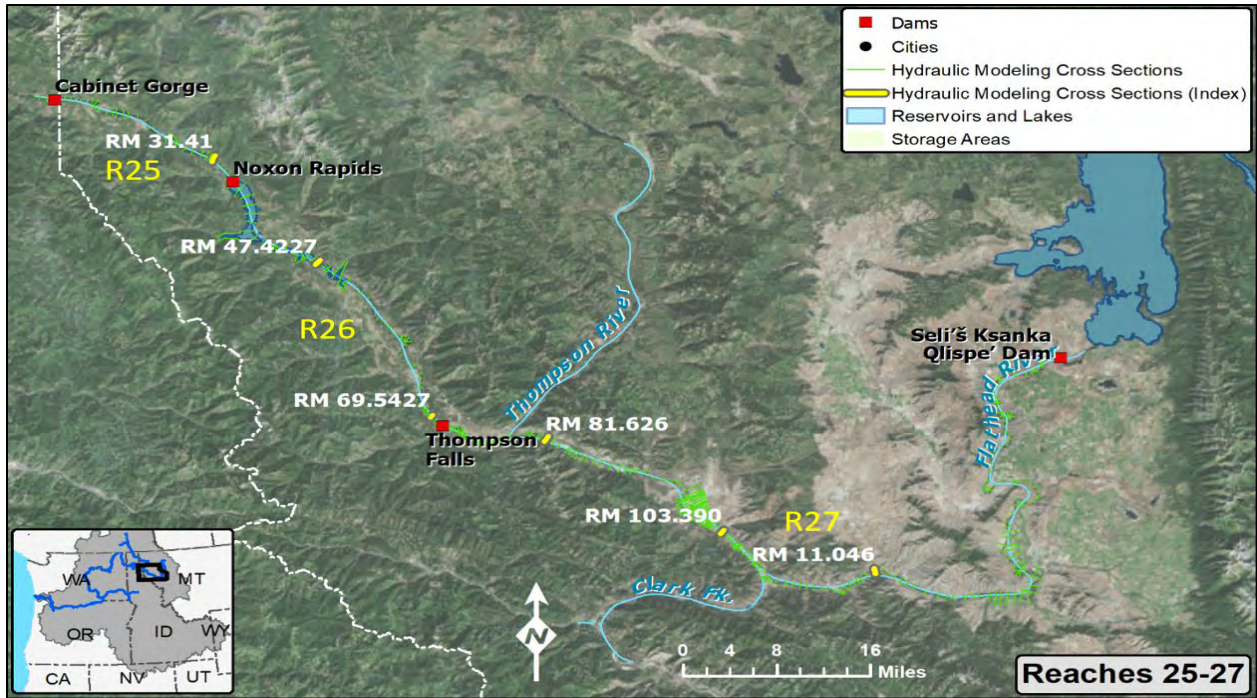 Dams
Cities
Hydraulic Modeling Cross Sections
Hydraulic Modeling Cross Sections (Index)
Reservoirs and Lakes
Storage Areas
Cabinet Gorge
RM 31.41
R25
Noxon Rapids
RM 47.4227
R26
Thompson River
RM 69.5427
Thompson
Falls
RM 81.626
Seli’š Ksanka
Qlispe’ Dam
Flathead River
RM 103.390
R27
RM 11.046
Clark Fk.
N
0 4 8 16
Miles
WA
MT
OR
ID
WY
CA
NV
UT
Reaches 25-27